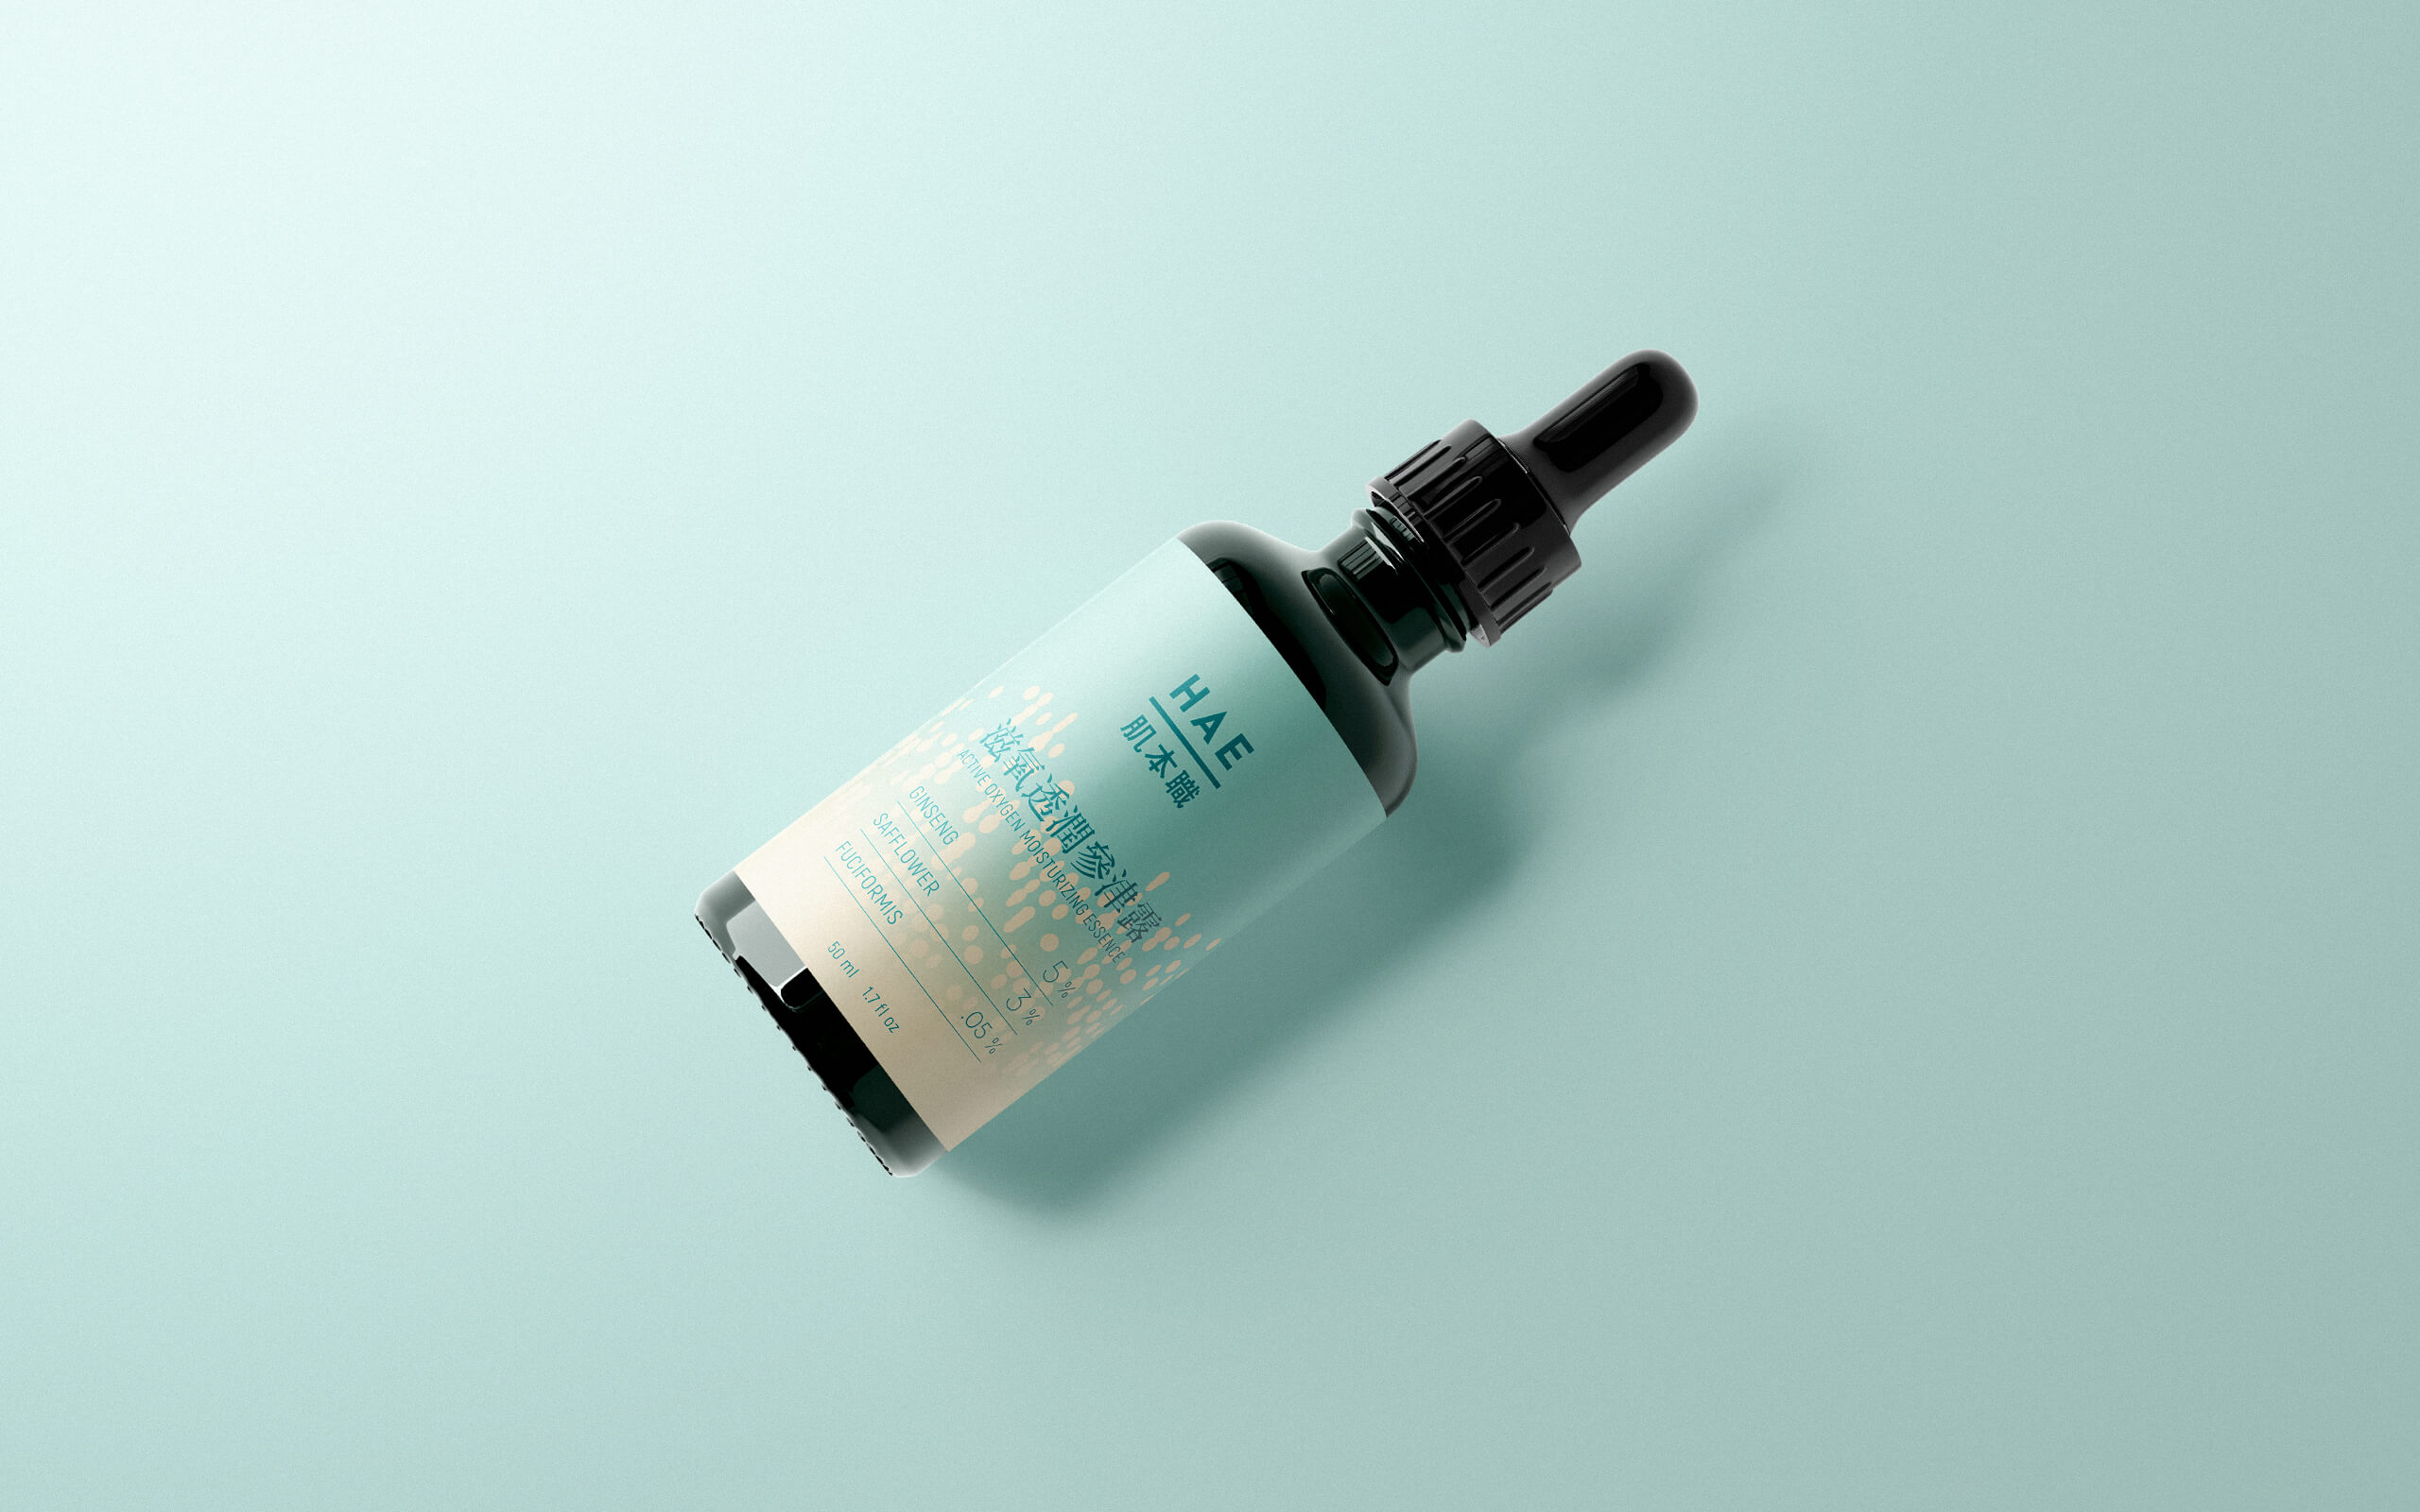 HAE
肌本職
滋氧透潤參津露
ACTIVE OXYGEN MOISTURIZING ESSENCE
GINSENG 5 %
SAFFLOWER 3 %
FUCIFORMIS .05 %
50 ml 1.7 fl oz